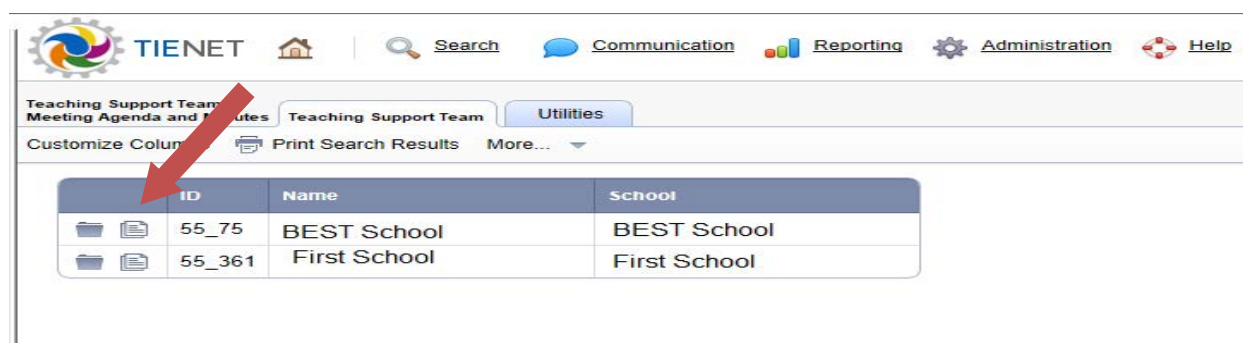 TIENET Search Communication Reporting Administration Help
Teaching Support Team
Meeting Agenda and Minutes Teaching Support Team Utilities
Customize Print Search Results More...
ID Name School
55_75 BEST School BEST School
55_361 First School First School